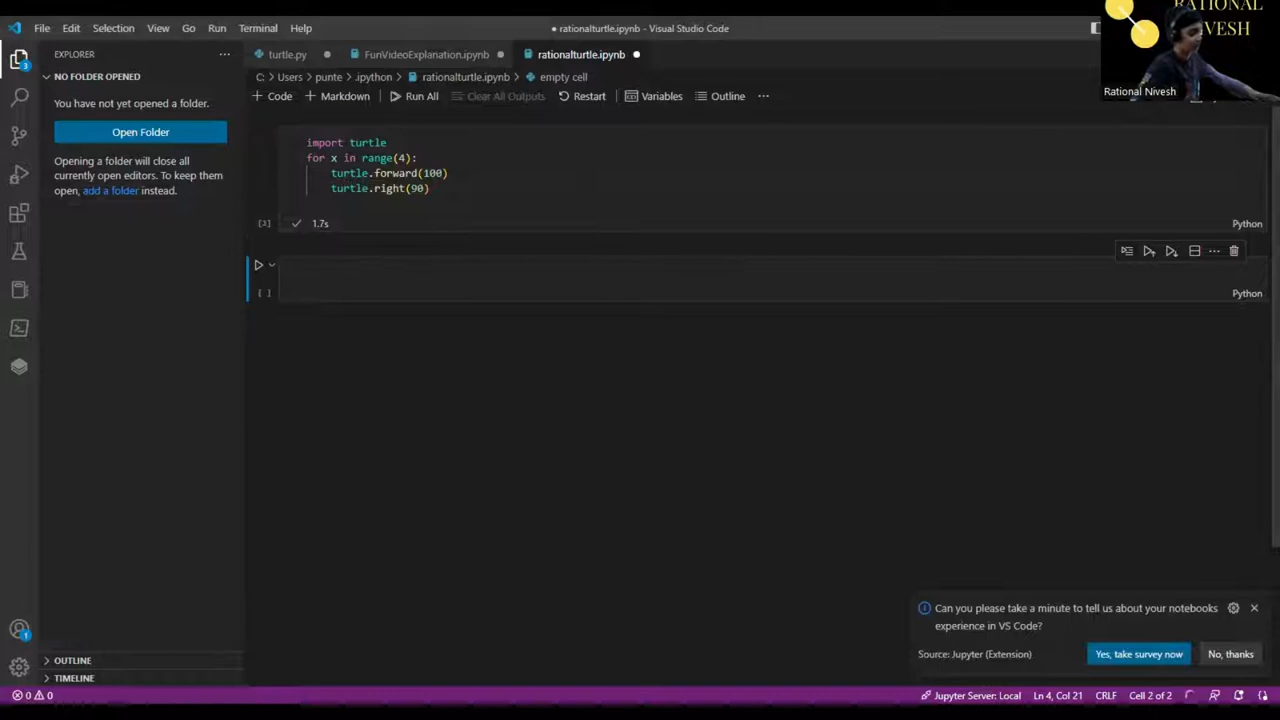 RATIONAL
NIVESH
Rational Nivesh
File Edit Selection View Go Run Terminal Help
● rationalturtle.ipynb - Visual Studio Code
EXPLORER
turtle.py
FunVideoExplanation.ipynb
rationalturtle.ipynb
NO FOLDER OPENED
C: > Users > punte > .ipython > rationalturtle.ipynb > empty cell
You have not yet opened a folder.
+ Code + Markdown Run All Clear All Outputs Restart Variables Outline ...
Open Folder
Opening a folder will close all
currently open editors. To keep them
open, add a folder instead.
import turtle
for x in range(4):
turtle.forward(100)
turtle.right(90)
[3] 1.7s Python
[ ] Python
3
Can you please take a minute to tell us about your notebooks
experience in VS Code?
Source: Jupyter (Extension) Yes, take survey now No, thanks
1
OUTLINE
TIMELINE
0 0 Jupyter Server: Local Ln 4, Col 21 CRLF Cell 2 of 2